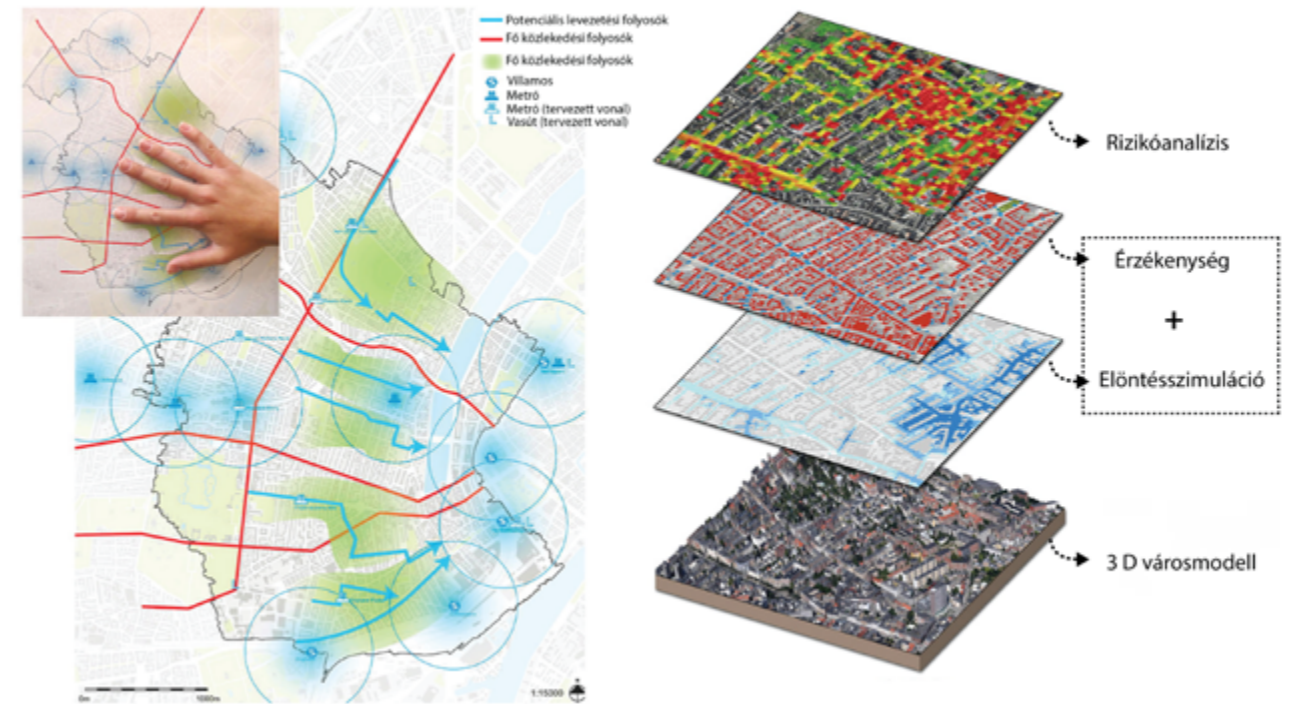 Potenciális levezetési folyosók
Fő közlekedési folyosók
Fő közlekedési folyosók
Villamos
Metró
Metró (tervezett vonal)
Vasút (tervezett vonal)
0m
1000m
1:15000
Rizikóanalízis
Érzékenység
+
Elöntésszimuláció
3 D városmodell